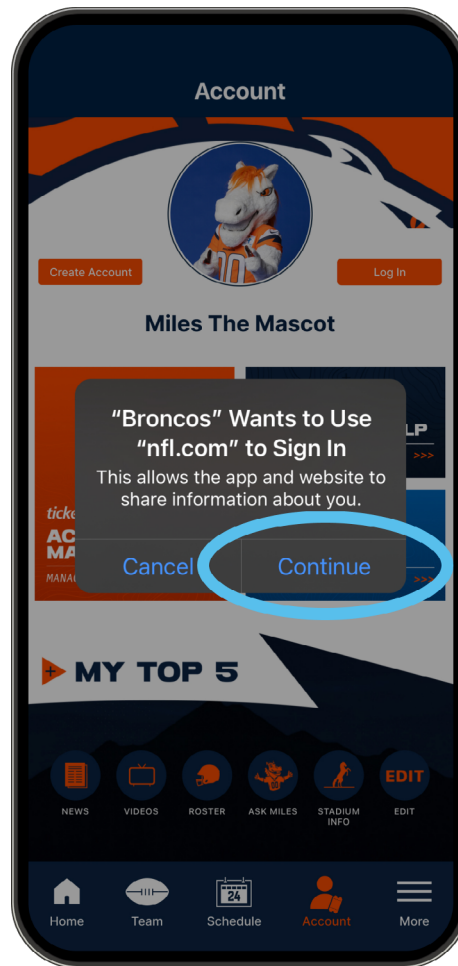 Account
Create Account
Log In
Miles The Mascot
"Broncos" Wants to Use
"nfl.com" to Sign In
This allows the app and website to
share information about you.
Cancel
Continue
>>>
>>>
MY TOP 5
NEWS
VIDEOS
ROSTER
ASK MILES
STADIUM
INFO
EDIT
EDIT
24
Home
Team
Schedule
Account
More